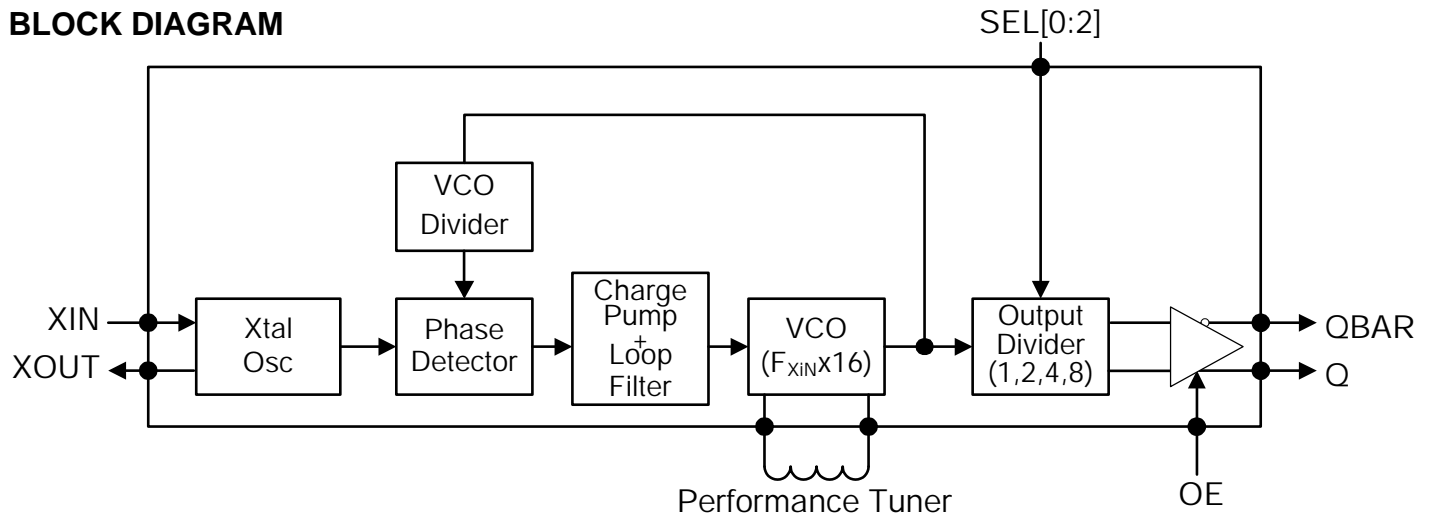 BLOCK DIAGRAM
SEL[0:2]
VCO
Divider
XIN
XOUT
Xtal
Osc
Phase
Detector
Charge
Pump
+
Loop
Filter
VCO
(FXiNx16)
Output
Divider
(1,2,4,8)
QBAR
Q
Performance Tuner
OE